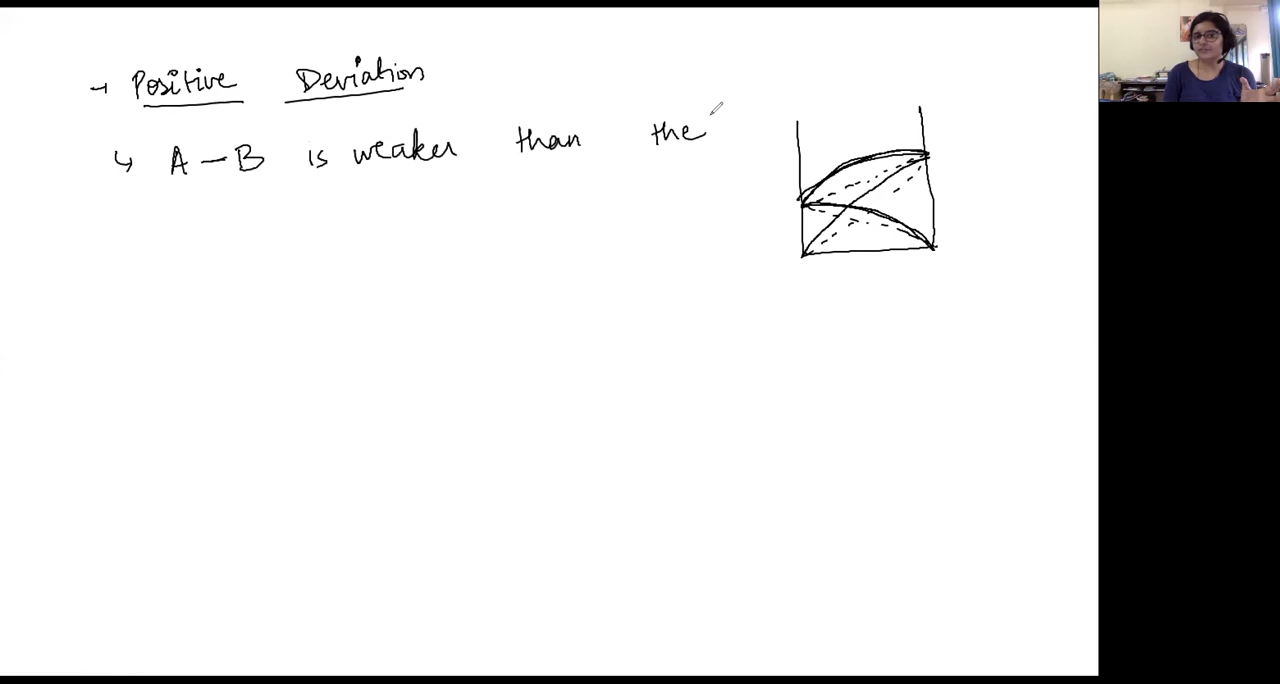 → Positive Deviation
↳ A – B is weaker than the